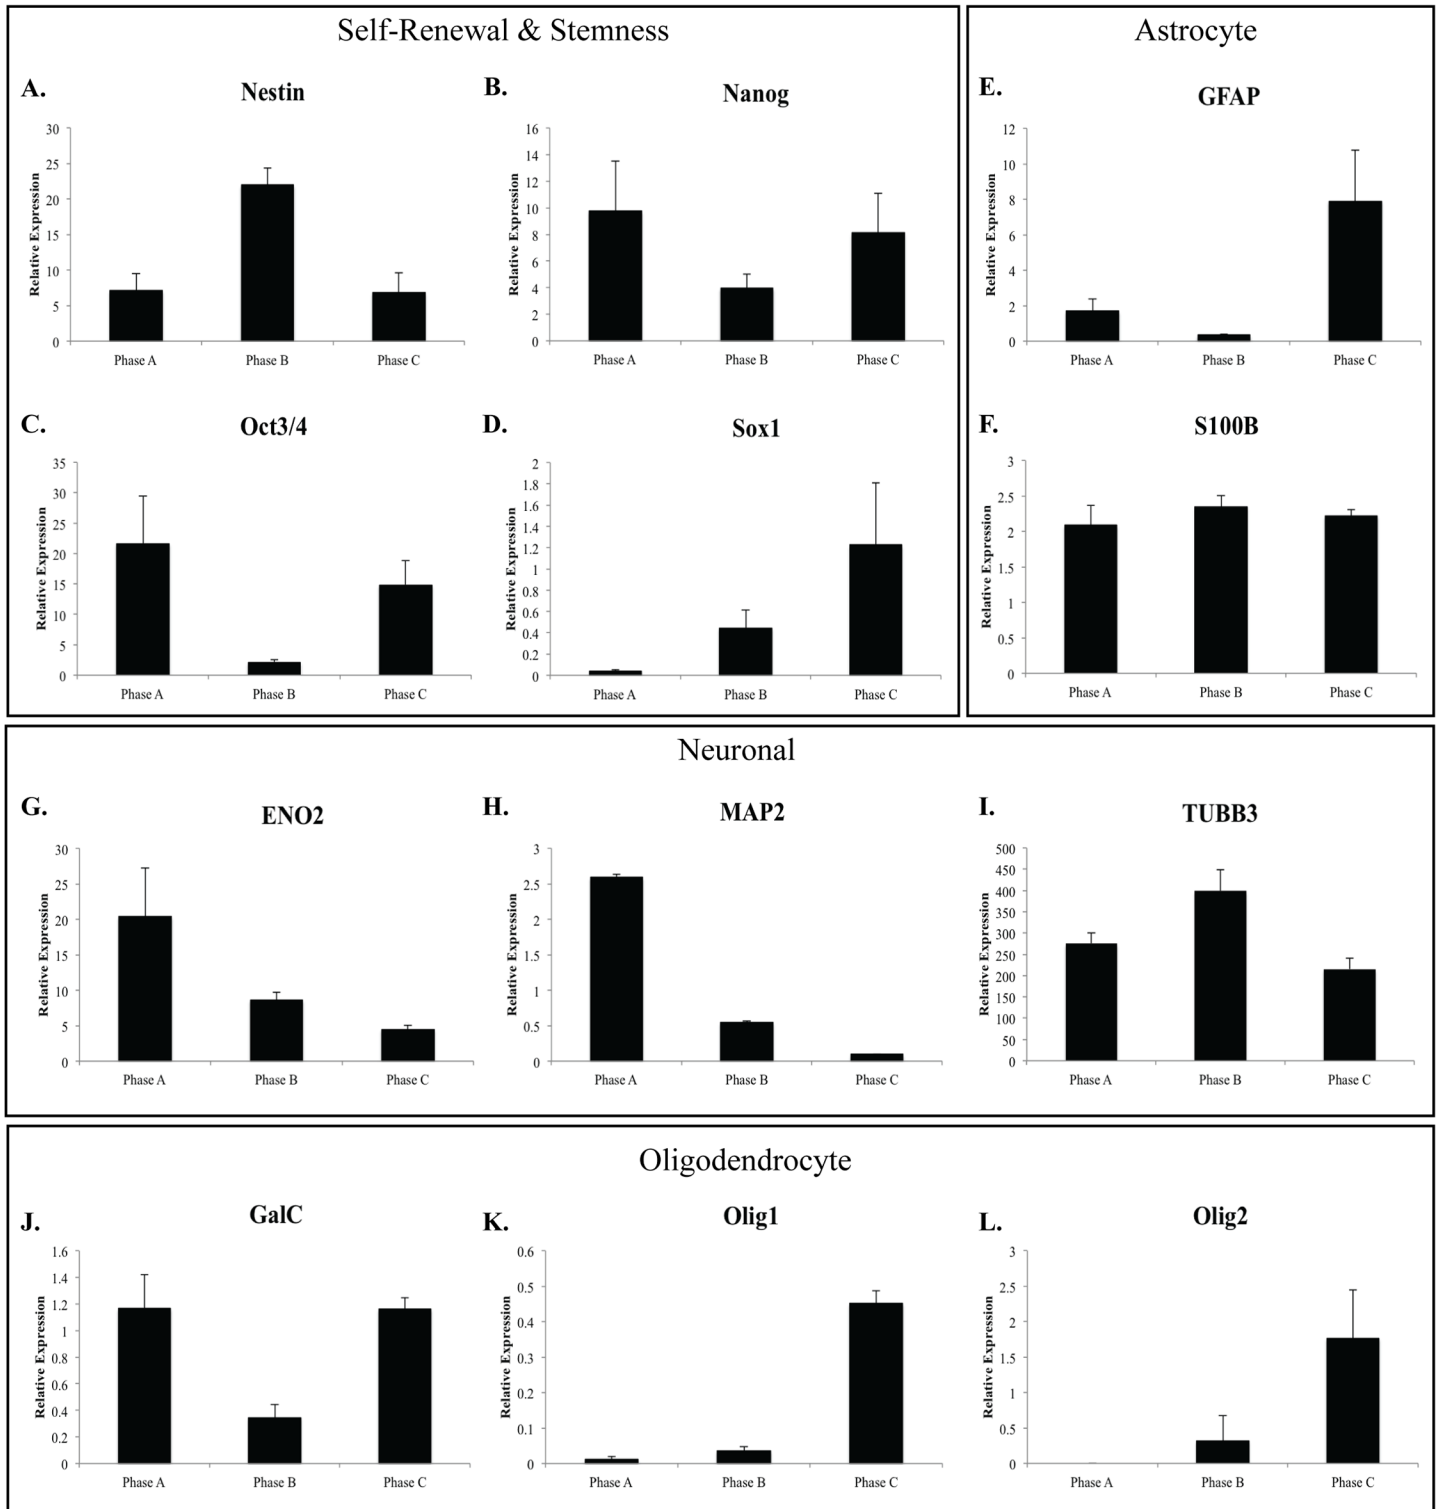 Self-Renewal & Stemness
A.
Nestin
Relative Expression
30
25
20
15
10
5
0
Phase A Phase B Phase C
B.
Nanog
Relative Expression
16
14
12
10
8
6
4
2
0
Phase A Phase B Phase C
C.
Oct3/4
Relative Expression
35
30
25
20
15
10
5
0
Phase A Phase B Phase C
D.
Sox1
Relative Expression
2
1.8
1.6
1.4
1.2
1
0.8
0.6
0.4
0.2
0
Phase A Phase B Phase C
Astrocyte
E.
GFAP
Relative Expression
12
10
8
6
4
2
0
Phase A Phase B Phase C
F.
S100B
Relative Expression
3
2.5
2
1.5
1
0.5
0
Phase A Phase B Phase C
Neuronal
G.
ENO2
Relative Expression
30
25
20
15
10
5
0
Phase A Phase B Phase C
H.
MAP2
Relative Expression
3
2.5
2
1.5
1
0.5
0
Phase A Phase B Phase C
I.
TUBB3
Relative Expression
500
450
400
350
300
250
200
150
100
50
0
Phase A Phase B Phase C
Oligodendrocyte
J.
GalC
Relative Expression
1.6
1.4
1.2
1
0.8
0.6
0.4
0.2
0
Phase A Phase B Phase C
K.
Olig1
Relative Expression
0.6
0.5
0.4
0.3
0.2
0.1
0
Phase A Phase B Phase C
L.
Olig2
Relative Expression
3
2.5
2
1.5
1
0.5
0
Phase A Phase B Phase C